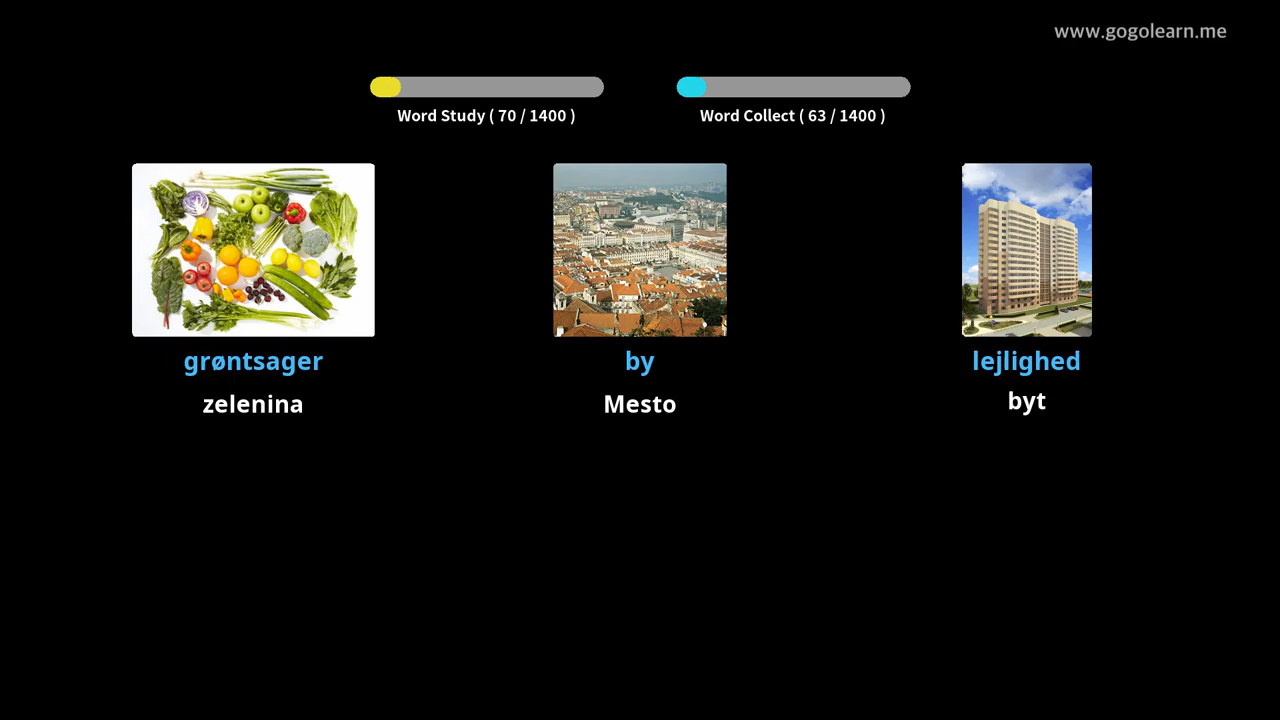 www.gogolearn.me
Word Study ( 70 / 1400 )
Word Collect ( 63 / 1400 )
grøntsager
by
lejlighed
zelenina
Mesto
byt